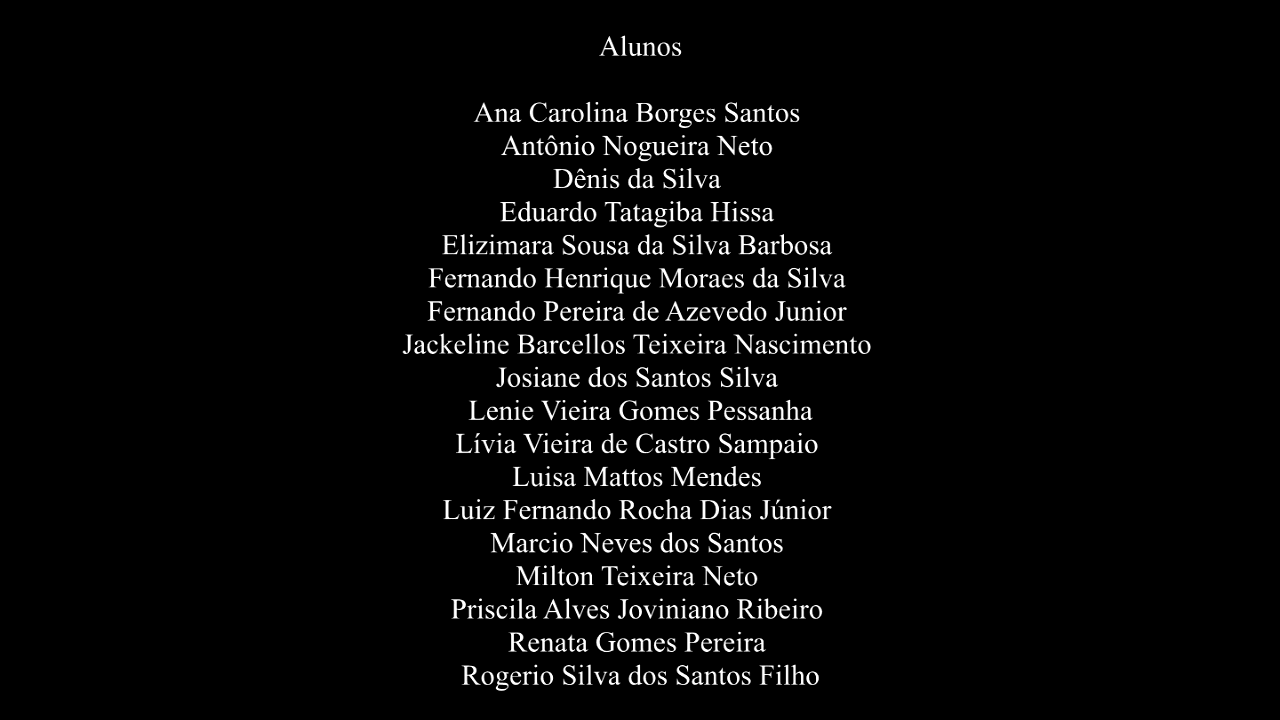 Alunos
Ana Carolina Borges Santos
Antônio Nogueira Neto
Dênis da Silva
Eduardo Tatagiba Hissa
Elizimara Sousa da Silva Barbosa
Fernando Henrique Moraes da Silva
Fernando Pereira de Azevedo Junior
Jackeline Barcellos Teixeira Nascimento
Josiane dos Santos Silva
Lenie Vieira Gomes Pessanha
Lívia Vieira de Castro Sampaio
Luisa Mattos Mendes
Luiz Fernando Rocha Dias Júnior
Marcio Neves dos Santos
Milton Teixeira Neto
Priscila Alves Joviniano Ribeiro
Renata Gomes Pereira
Rogerio Silva dos Santos Filho